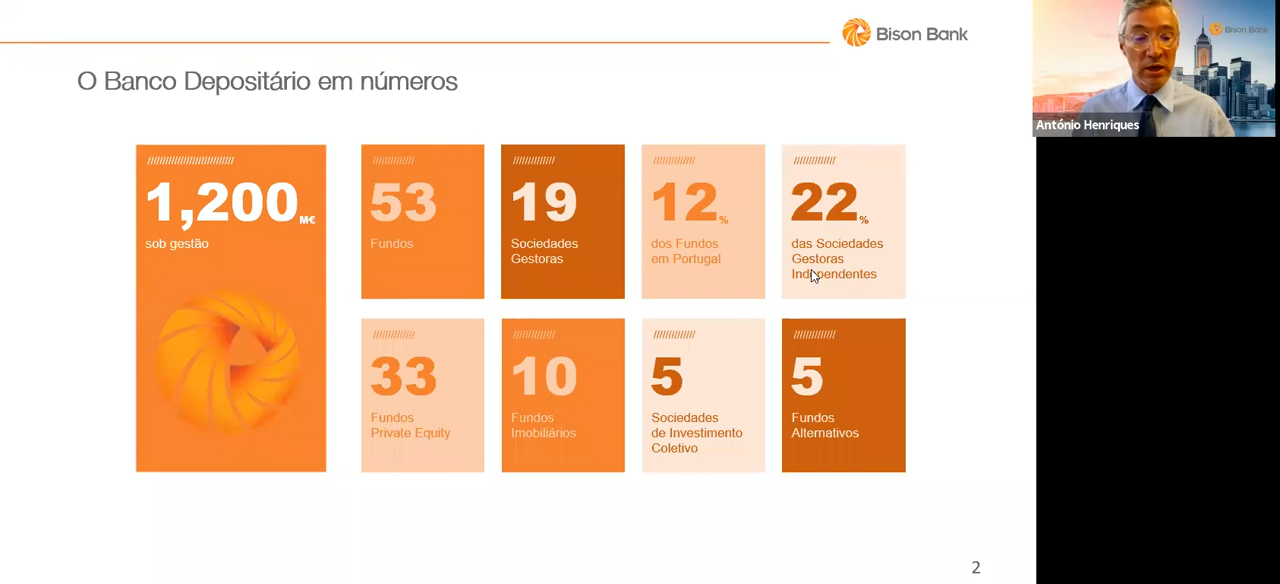 Bison Bank
O Banco Depositário em números
1,200 M€
sob gestão
53
Fundos
19
Sociedades
Gestoras
12 %
dos Fundos
em Portugal
22 %
das Sociedades
Gestoras
Independentes
33
Fundos
Private Equity
10
Fundos
Imobiliários
5
Sociedades
de Investimento
Coletivo
5
Fundos
Alternativos
2
Bison Bank
António Henriques